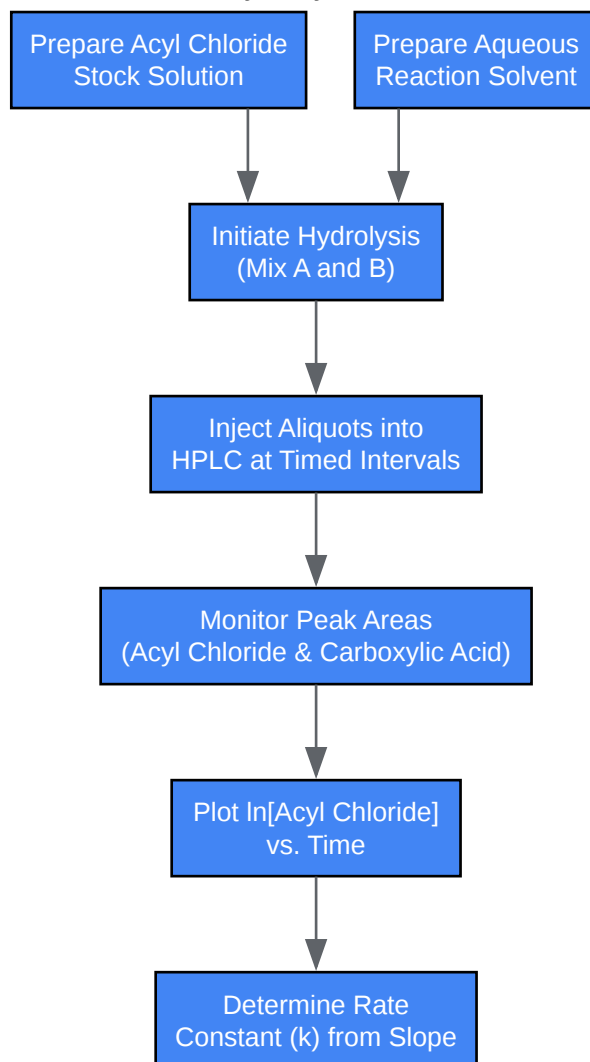 Prepare Acyl Chloride
Stock Solution
Prepare Aqueous
Reaction Solvent
Initiate Hydrolysis
(Mix A and B)
Inject Aliquots into
HPLC at Timed Intervals
Monitor Peak Areas
(Acyl Chloride & Carboxylic Acid)
Plot ln[Acyl Chloride]
vs. Time
Determine Rate
Constant (k) from Slope